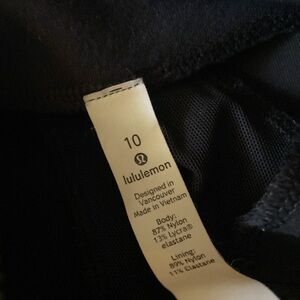 10
lululemon
Designed in
Vancouver
Made in Vietnam
Body:
87% Nylon
13% Lycra®
elastane
Lining:
89% Nylon
11% Elastane